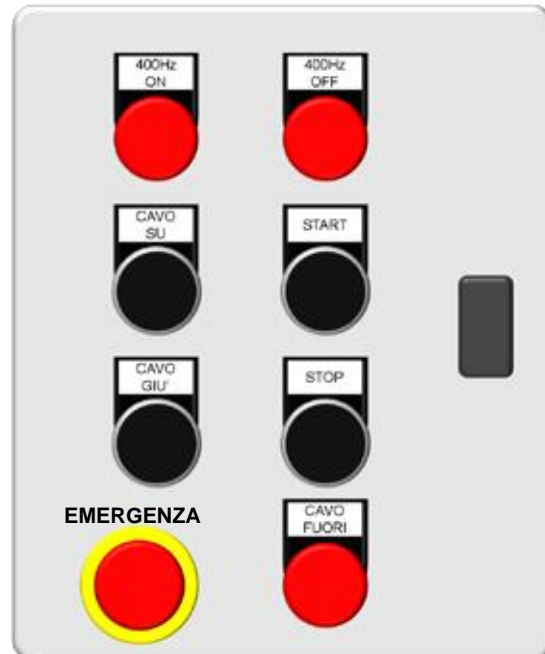 400Hz
ON
400Hz
OFF
CAVO
SU
START
CAVO
GIU'
STOP
EMERGENZA
CAVO
FUORI